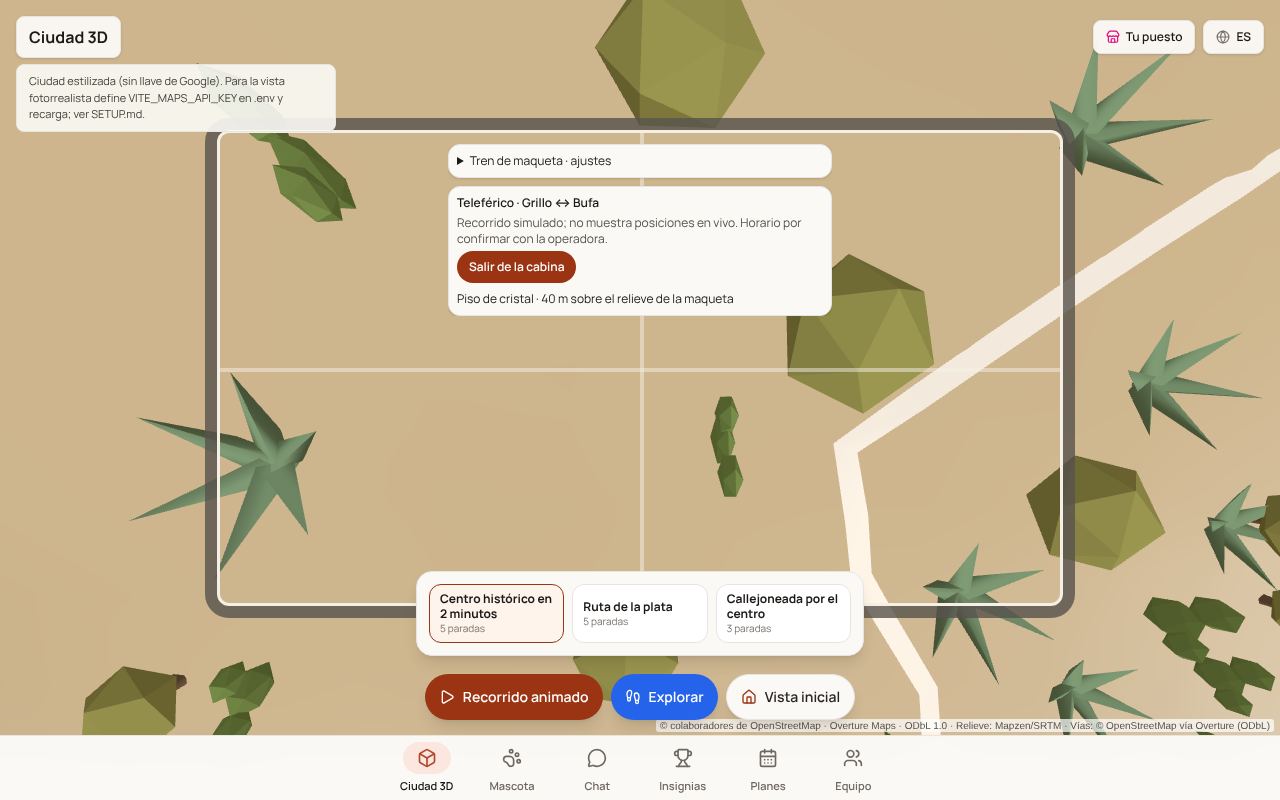 Ciudad 3D
Tu puesto
ES
Ciudad estilizada (sin llave de Google). Para la vista
fotorrealista define VITE_MAPS_API_KEY en .env y
recarga; ver SETUP.md.
Tren de maqueta · ajustes
Teleférico · Grillo ↔ Bufa
Recorrido simulado; no muestra posiciones en vivo. Horario por
confirmar con la operadora.
Salir de la cabina
Piso de cristal · 40 m sobre el relieve de la maqueta
Centro histórico en
2 minutos
5 paradas
Ruta de la plata
5 paradas
Callejoneada por el
centro
3 paradas
Recorrido animado
Explorar
Vista inicial
© colaboradores de OpenStreetMap · Overture Maps · ODbL 1.0 · Relieve: Mapzen/SRTM · Vías: © OpenStreetMap vía Overture (ODbL)
Ciudad 3D
Mascota
Chat
Insignias
Planes
Equipo